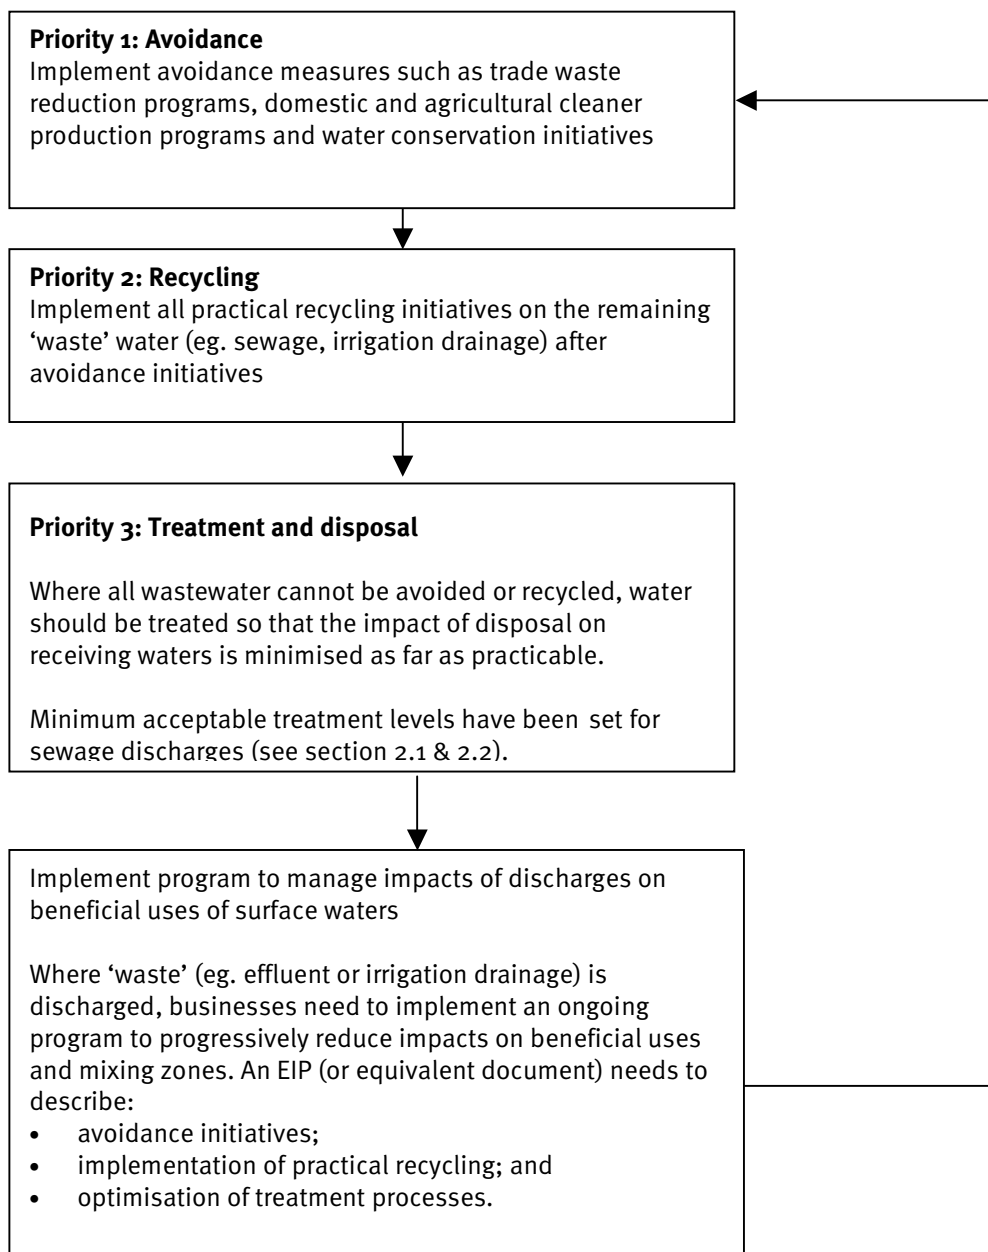 Priority 1: Avoidance
Implement avoidance measures such as trade waste
reduction programs, domestic and agricultural cleaner
production programs and water conservation initiatives
Priority 2: Recycling
Implement all practical recycling initiatives on the remaining
‘waste’ water (eg. sewage, irrigation drainage) after
avoidance initiatives
Priority 3: Treatment and disposal
Where all wastewater cannot be avoided or recycled, water
should be treated so that the impact of disposal on
receiving waters is minimised as far as practicable.
Minimum acceptable treatment levels have been set for
sewage discharges (see section 2.1 & 2.2).
Implement program to manage impacts of discharges on
beneficial uses of surface waters
Where ‘waste’ (eg. effluent or irrigation drainage) is
discharged, businesses need to implement an ongoing
program to progressively reduce impacts on beneficial uses
and mixing zones. An EIP (or equivalent document) needs to
describe:
• avoidance initiatives;
• implementation of practical recycling; and
• optimisation of treatment processes.